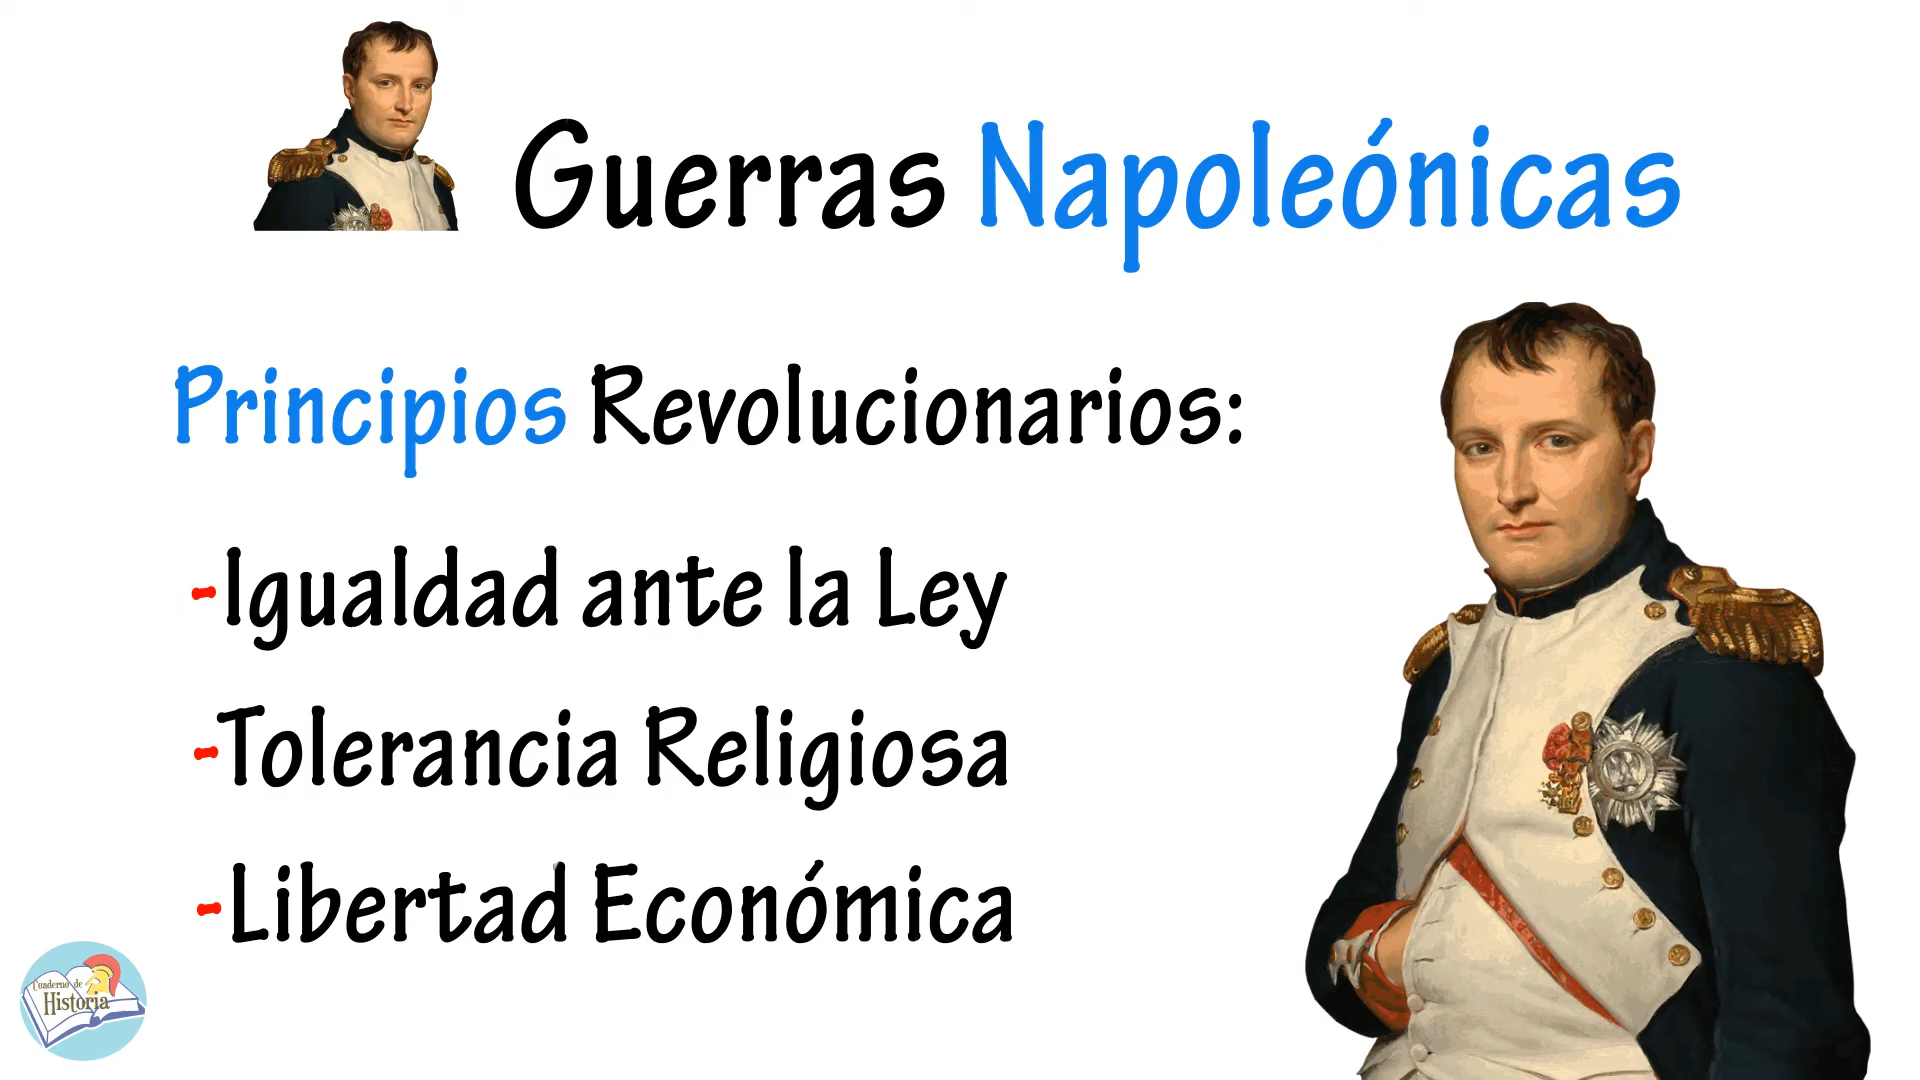 Guerras Napoleónicas
Principios Revolucionarios:
-Igualdad ante la Ley
-Tolerancia Religiosa
-Libertad Económica
Cuaderno de
Historia